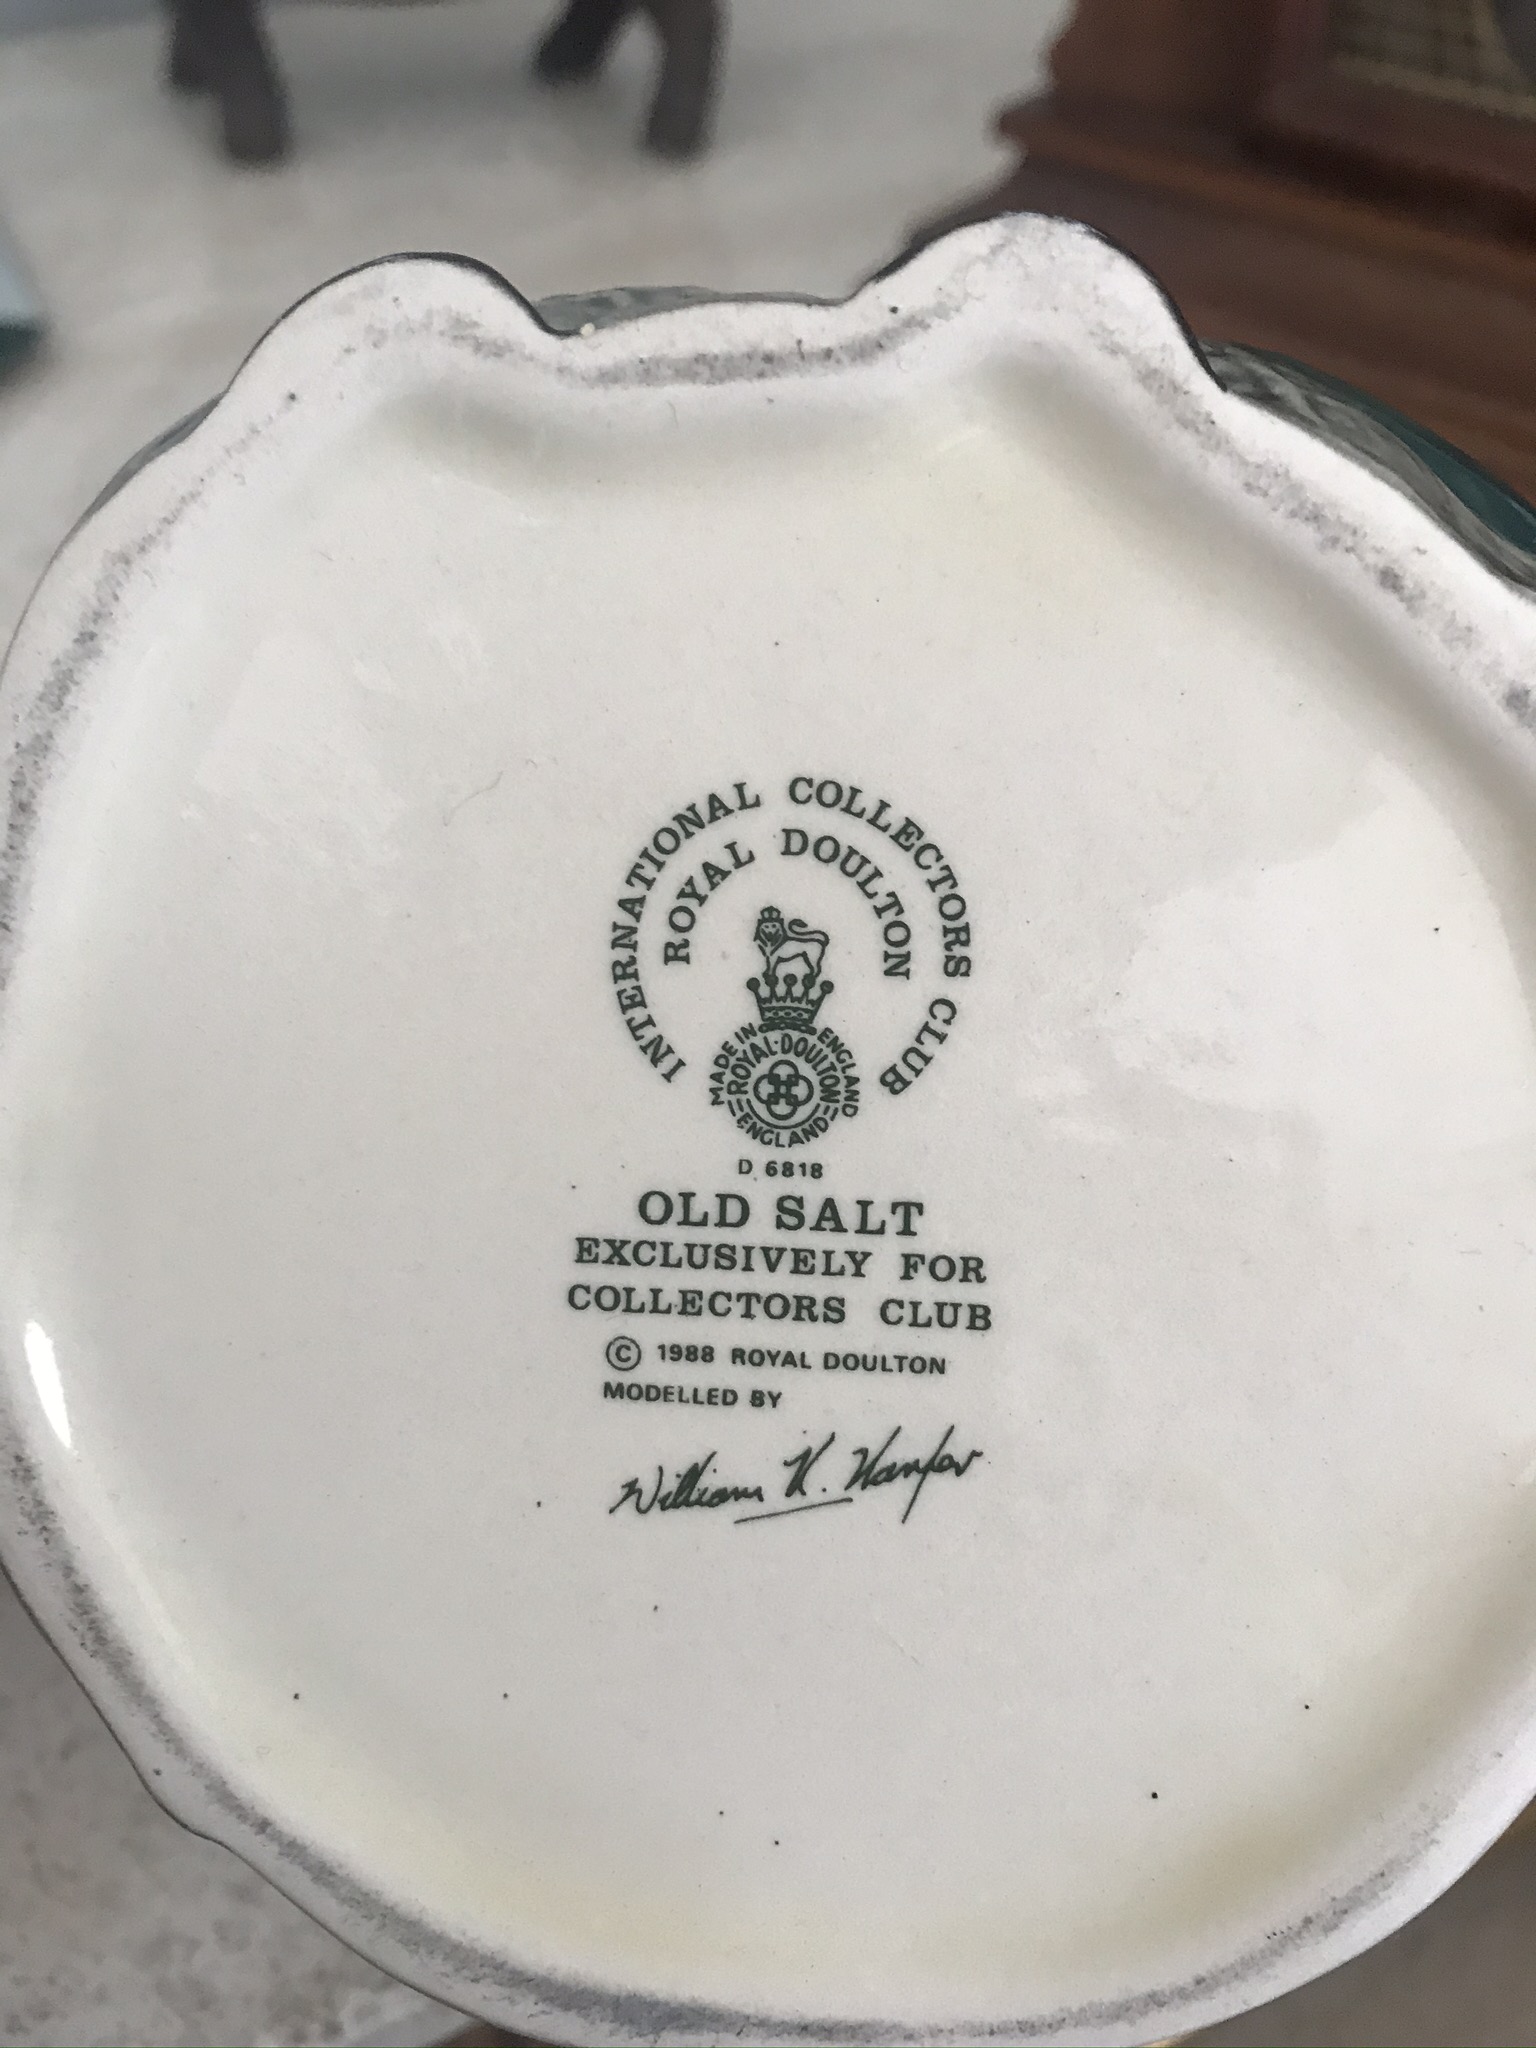 INTERNATIONAL COLLECTORS CLUB
ROYAL DOULTON
MADE IN ENGLAND
ROYAL·DOULTON
ENGLAND
D 6818
OLD SALT
EXCLUSIVELY FOR
COLLECTORS CLUB
© 1988 ROYAL DOULTON
MODELLED BY
William K. Harper